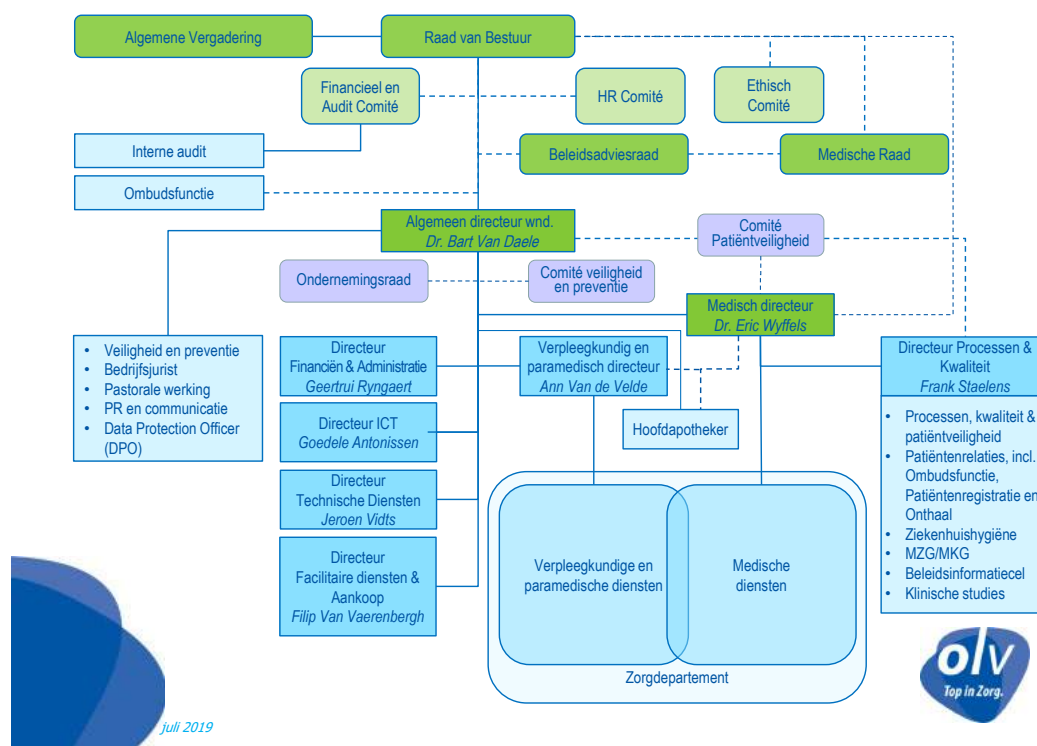 Algemene Vergadering
Raad van Bestuur
Financieel en
Audit Comité
HR Comité
Ethisch
Comité
Interne audit
Beleidsadviesraad
Medische Raad
Ombudsfunctie
Algemeen directeur wnd.
Dr. Bart Van Daele
Comité
Patiëntveiligheid
Ondernemingsraad
Comité veiligheid
en preventie
Medisch directeur
Dr. Eric Wyffels
• Veiligheid en preventie
• Bedrijfsjurist
• Pastorale werking
• PR en communicatie
• Data Protection Officer
(DPO)
Directeur
Financiën & Administratie
Geertrui Ryngaert
Verpleegkundig en
paramedisch directeur
Ann Van de Velde
Directeur Processen &
Kwaliteit
Frank Staelens
Directeur ICT
Goedele Antonissen
Hoofdapotheker
• Processen, kwaliteit &
patiëntveiligheid
• Patiëntenrelaties, incl.
Ombudsfunctie,
Patiëntenregistratie en
Onthaal
• Ziekenhuishygiëne
• MZG/MKG
• Beleidsinformatiecel
• Klinische studies
Directeur
Technische Diensten
Jeroen Vidts
Directeur
Facilitaire diensten &
Aankoop
Filip Van Vaerenbergh
Verpleegkundige en
paramedische diensten
Medische
diensten
Zorgdepartement
olv
Top in Zorg.
juli 2019